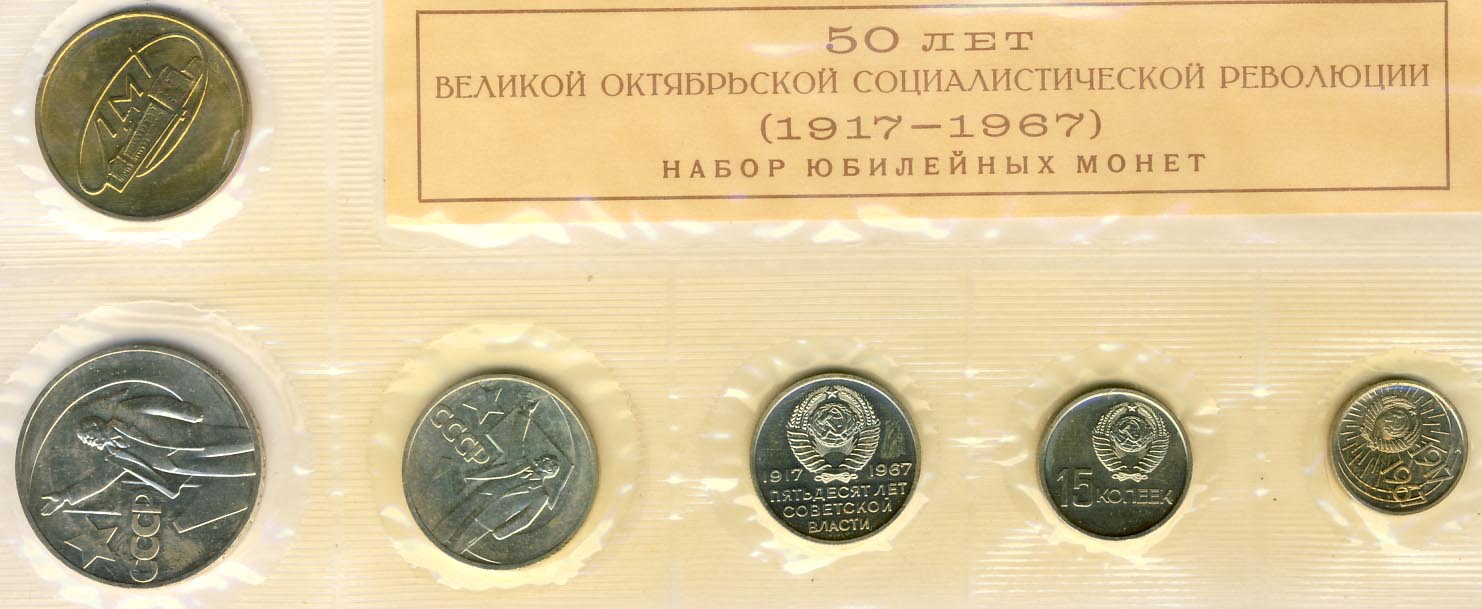 50 ЛЕТ
ВЕЛИКОЙ ОКТЯБРЬСКОЙ СОЦИАЛИСТИЧЕСКОЙ РЕВОЛЮЦИИ
(1917-1967)
НАБОР ЮБИЛЕЙНЫХ МОНЕТ
СССР
СССР
1917 1967
ПЯТЬДЕСЯТ ЛЕТ
СОВЕТСКОЙ
ВЛАСТИ
15 КОПЕЕК